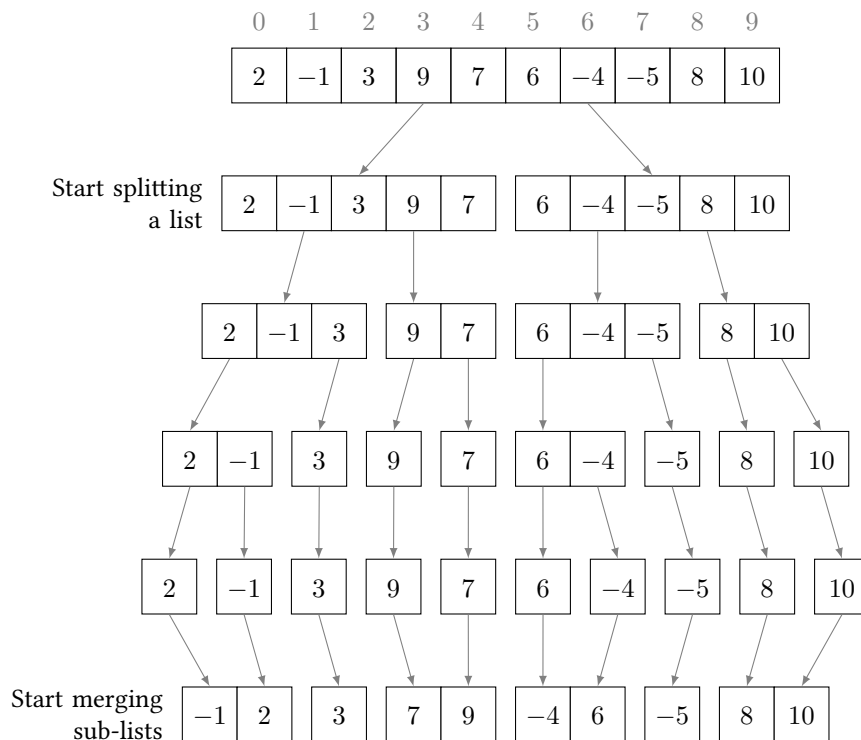 0 1 2 3 4 5 6 7 8 9
2 −1 3 9 7 6 −4 −5 8 10
Start splitting
a list
2 −1 3 9 7 6 −4 −5 8 10
2 −1 3 9 7 6 −4 −5 8 10
2 −1 3 9 7 6 −4 −5 8 10
2 −1 3 9 7 6 −4 −5 8 10
Start merging
sub-lists
−1 2 3 7 9 −4 6 −5 8 10